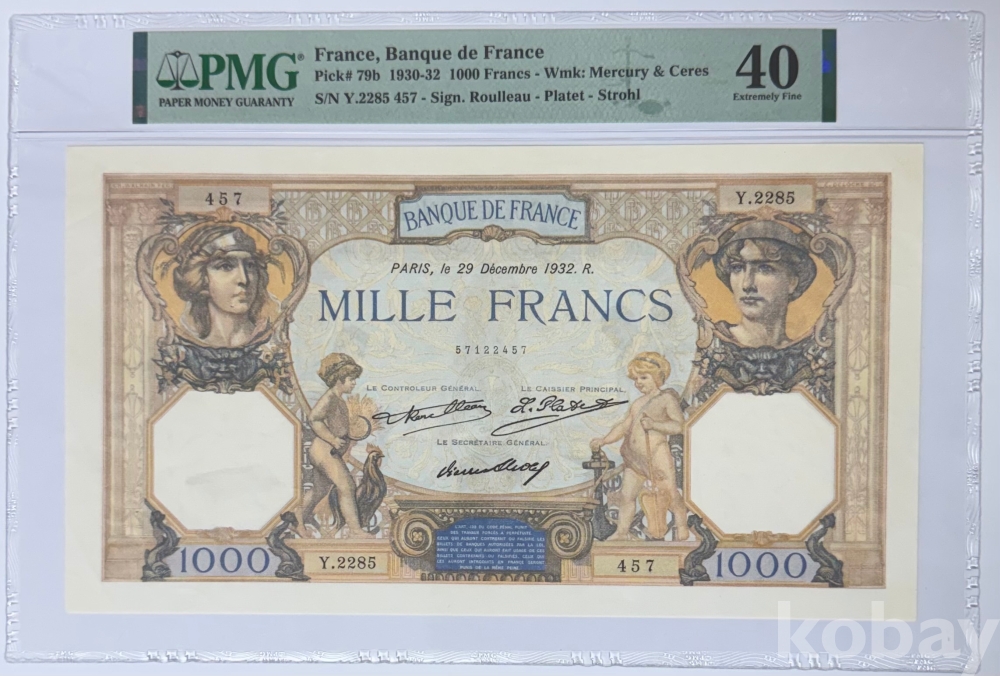 PMG
PAPER MONEY GUARANTY
France, Banque de France
Pick# 79b 1930-32 1000 Francs - Wmk: Mercury & Ceres
S/N Y.2285 457 - Sign. Roulleau - Platet - Strohl
40
Extremely Fine
457
Y.2285
BANQUE DE FRANCE
PARIS, le 29 Décembre 1932. R.
MILLE FRANCS
57122457
LE CONTROLEUR GÉNÉRAL.
LE CAISSIER PRINCIPAL.
LE SECRÉTAIRE GÉNÉRAL.
1000
Y.2285
457
1000
kobay